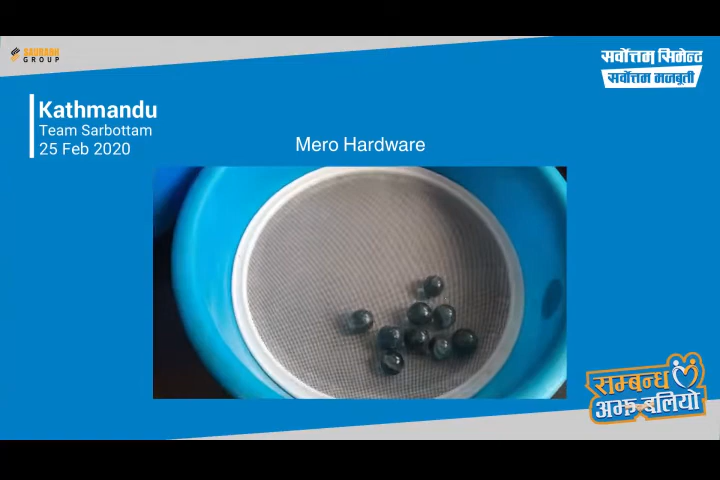 SAURABH
GROUP
सर्वोत्तम सिमेन्ट
सर्वोत्तम मजबूती
Kathmandu
Team Sarbottam
25 Feb 2020
Mero Hardware
सम्बन्ध
अझ बलियो